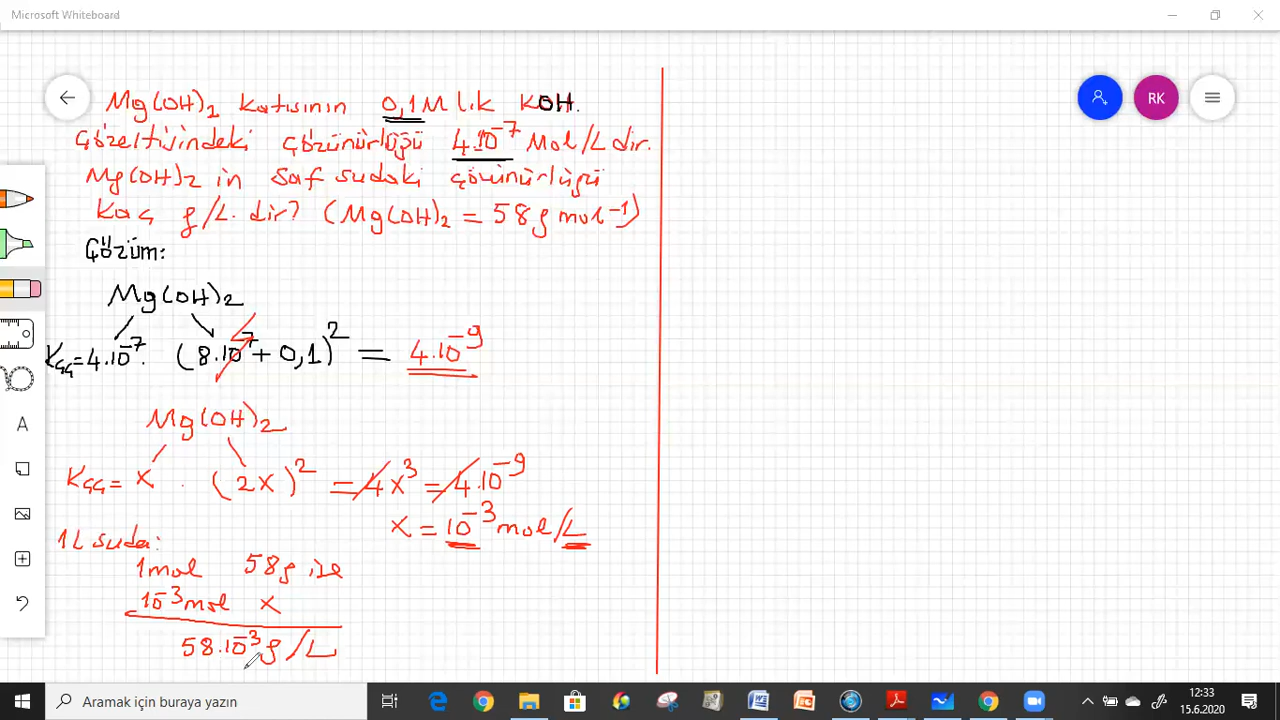 Microsoft Whiteboard
Mg(OH)₂ katısının 0,1M lık KOH.
çözeltisindeki çözünürlüğü 4.10⁻⁷ Mol/L dir.
Mg(OH)₂ in saf sudaki çözünürlüğü
kaç g/L. dir? (Mg(OH)₂ = 58g mol⁻¹)
RK
Çözüm:
Mg(OH)₂
Kçç=4.10⁻⁷. (8.10⁻⁷+0,1)² = 4.10⁻⁹
Mg(OH)₂
Kçç= x . (2x)² = 4x³ = 4.10⁻⁹
x = 10⁻³ mol/L
1L suda:
1mol 58g ise
10⁻³mol x
58.10⁻³g/L
A
Aramak için buraya yazın
12:33
15.6.2020